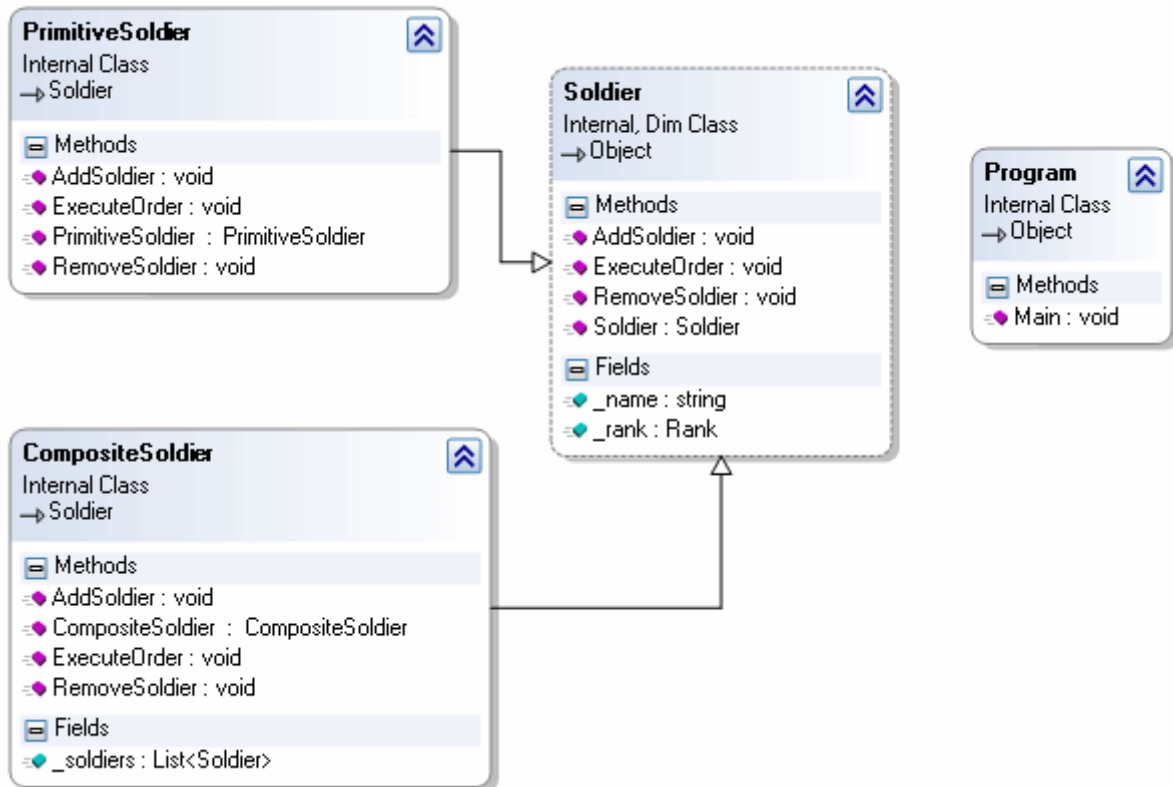 PrimitiveSoldier
Internal Class
Soldier
Methods
AddSoldier : void
ExecuteOrder : void
PrimitiveSoldier : PrimitiveSoldier
RemoveSoldier : void
Soldier
Internal, Dim Class
Object
Methods
AddSoldier : void
ExecuteOrder : void
RemoveSoldier : void
Soldier : Soldier
Fields
_name : string
_rank : Rank
Program
Internal Class
Object
Methods
Main : void
CompositeSoldier
Internal Class
Soldier
Methods
AddSoldier : void
CompositeSoldier : CompositeSoldier
ExecuteOrder : void
RemoveSoldier : void
Fields
_soldiers : List<Soldier>